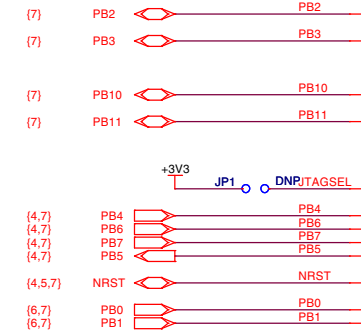 {7} PB2 PB2
{7} PB3 PB3
{7} PB10 PB10
{7} PB11 PB11
+3V3
JP1 DNP JTAGSEL
{4,7} PB4 PB4
{4,7} PB6 PB6
{4,7} PB7 PB7
{4,7} PB5 PB5
{4,5,7} NRST NRST
{6,7} PB0 PB0
{6,7} PB1 PB1